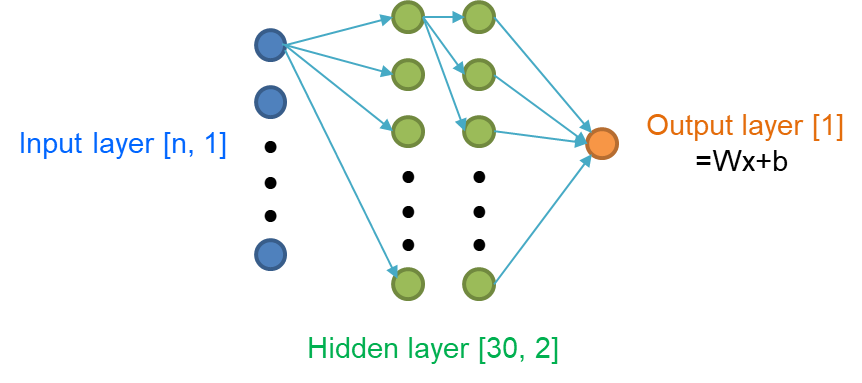 Input layer [n, 1]
Output layer [1]
=Wx+b
Hidden layer [30, 2]